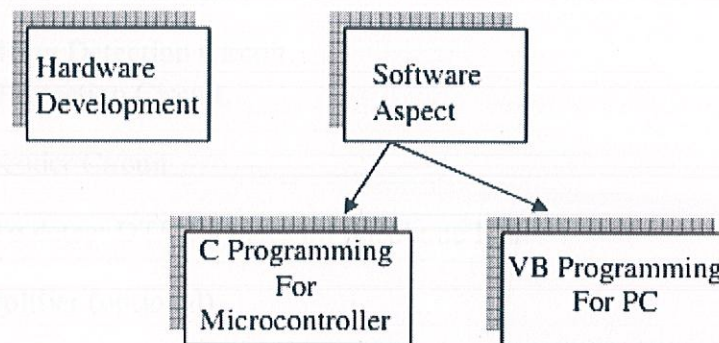 Hardware
Development
Software
Aspect
C Programming
For
Microcontroller
VB Programming
For PC